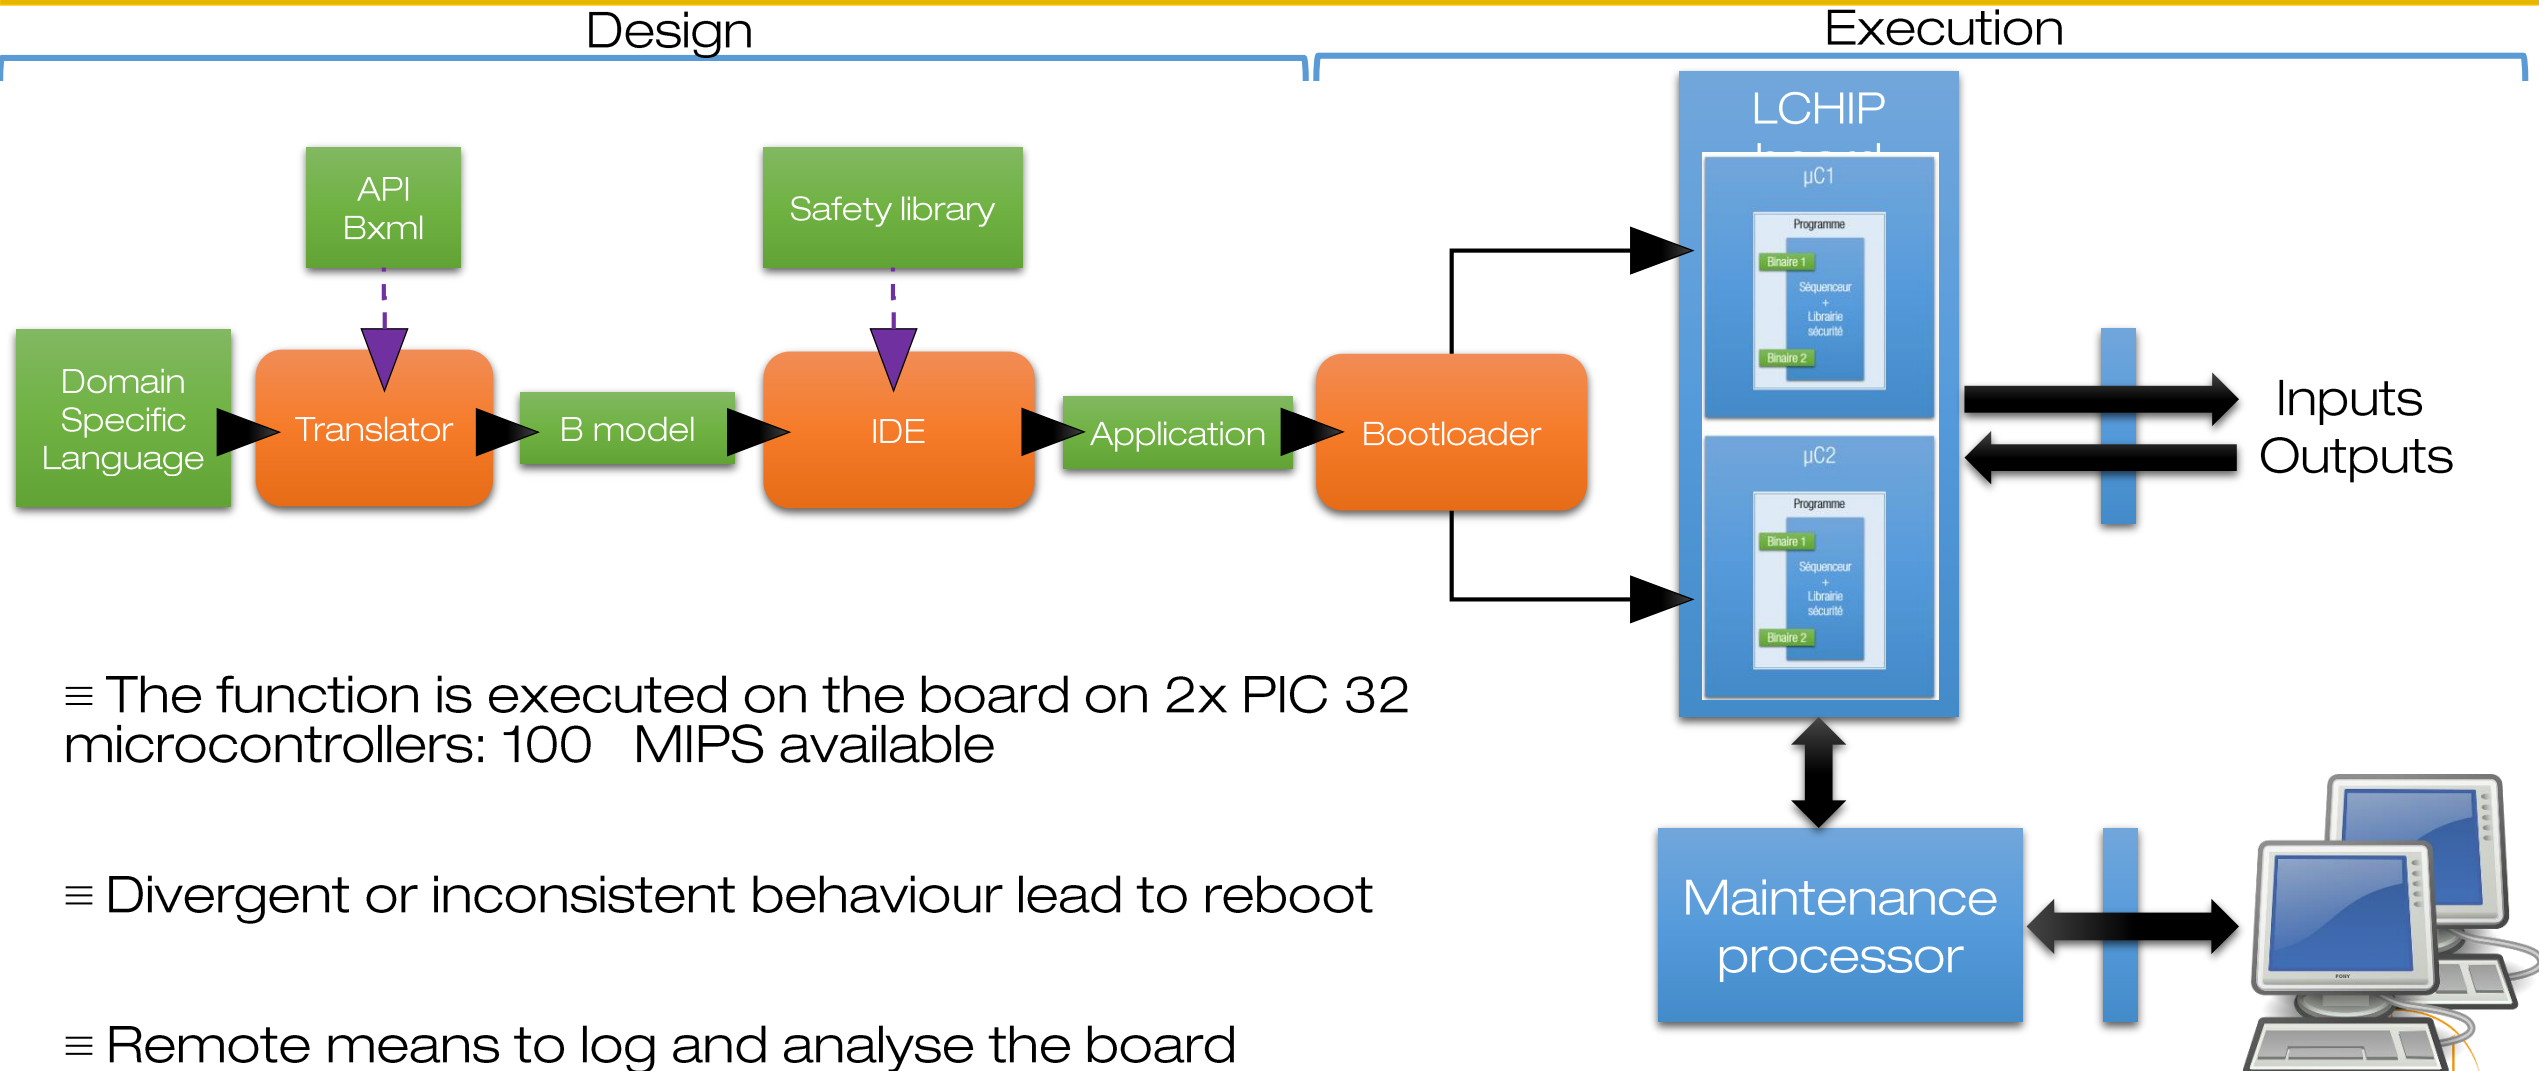 Design
Execution
API
Bxml
Safety library
Domain
Specific
Language
Translator
B model
IDE
Application
Bootloader
LCHIP
board
µC1
Programme
Binaire 1
Séquenceur
+
Librairie
sécurité
Binaire 2
µC2
Programme
Binaire 1
Séquenceur
+
Librairie
sécurité
Binaire 2
Inputs
Outputs
≡ The function is executed on the board on 2x PIC 32
microcontrollers: 100 MIPS available
≡ Divergent or inconsistent behaviour lead to reboot
≡ Remote means to log and analyse the board
Maintenance
processor